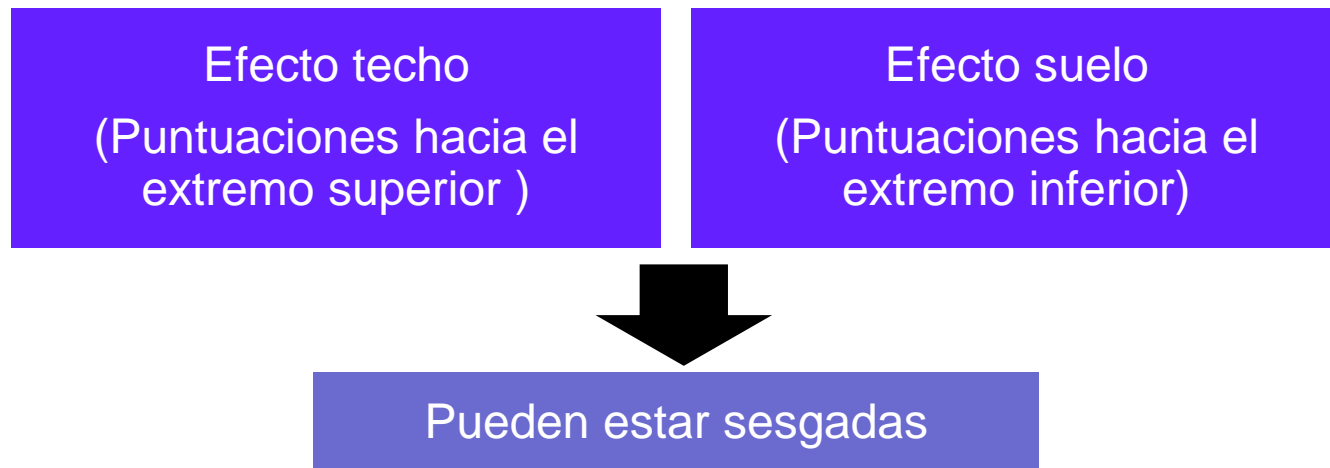 Efecto techo
(Puntuaciones hacia el
extremo superior )
Efecto suelo
(Puntuaciones hacia el
extremo inferior)
Pueden estar sesgadas